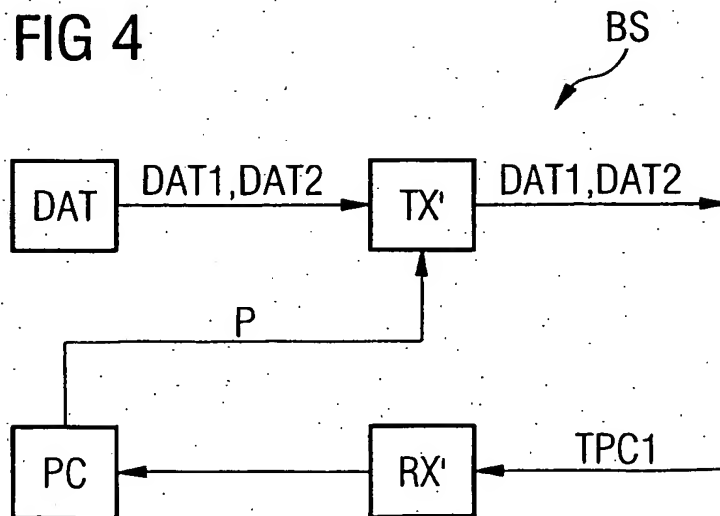 FIG 4
BS
DAT
DAT1,DAT2
TX'
DAT1,DAT2
P
PC
RX'
TPC1